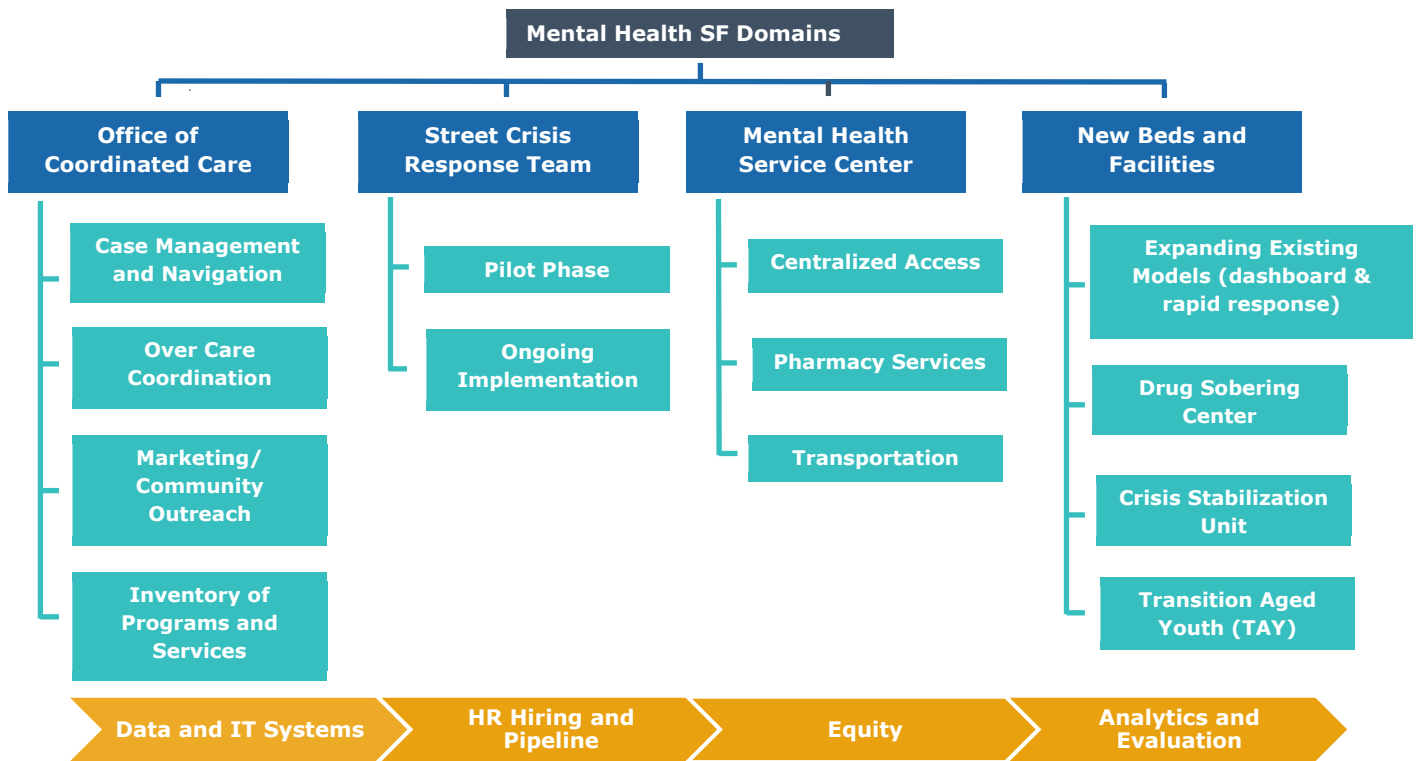 Mental Health SF Domains
Office of
Coordinated Care
Street Crisis
Response Team
Mental Health
Service Center
New Beds and
Facilities
Case Management
and Navigation
Over Care
Coordination
Marketing/
Community
Outreach
Inventory of
Programs and
Services
Pilot Phase
Ongoing
Implementation
Centralized Access
Pharmacy Services
Transportation
Expanding Existing
Models (dashboard &
rapid response)
Drug Sobering
Center
Crisis Stabilization
Unit
Transition Aged
Youth (TAY)
Data and IT Systems
HR Hiring and
Pipeline
Equity
Analytics and
Evaluation